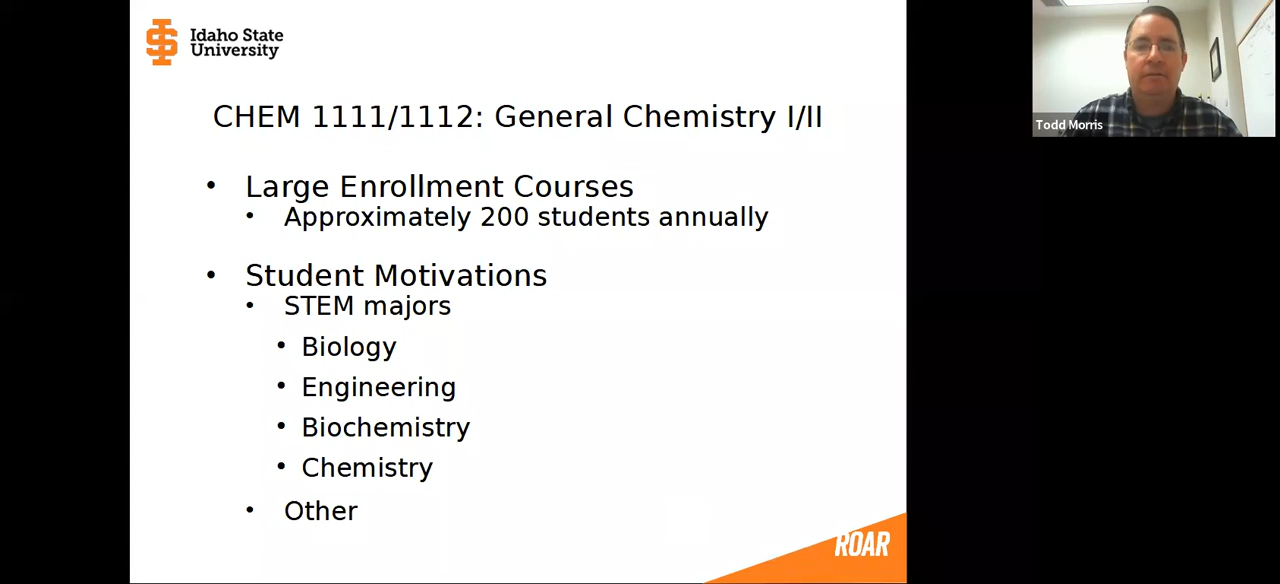 Idaho State
University
Todd Morris
CHEM 1111/1112: General Chemistry I/II
• Large Enrollment Courses
• Approximately 200 students annually
• Student Motivations
• STEM majors
• Biology
• Engineering
• Biochemistry
• Chemistry
• Other
ROAR